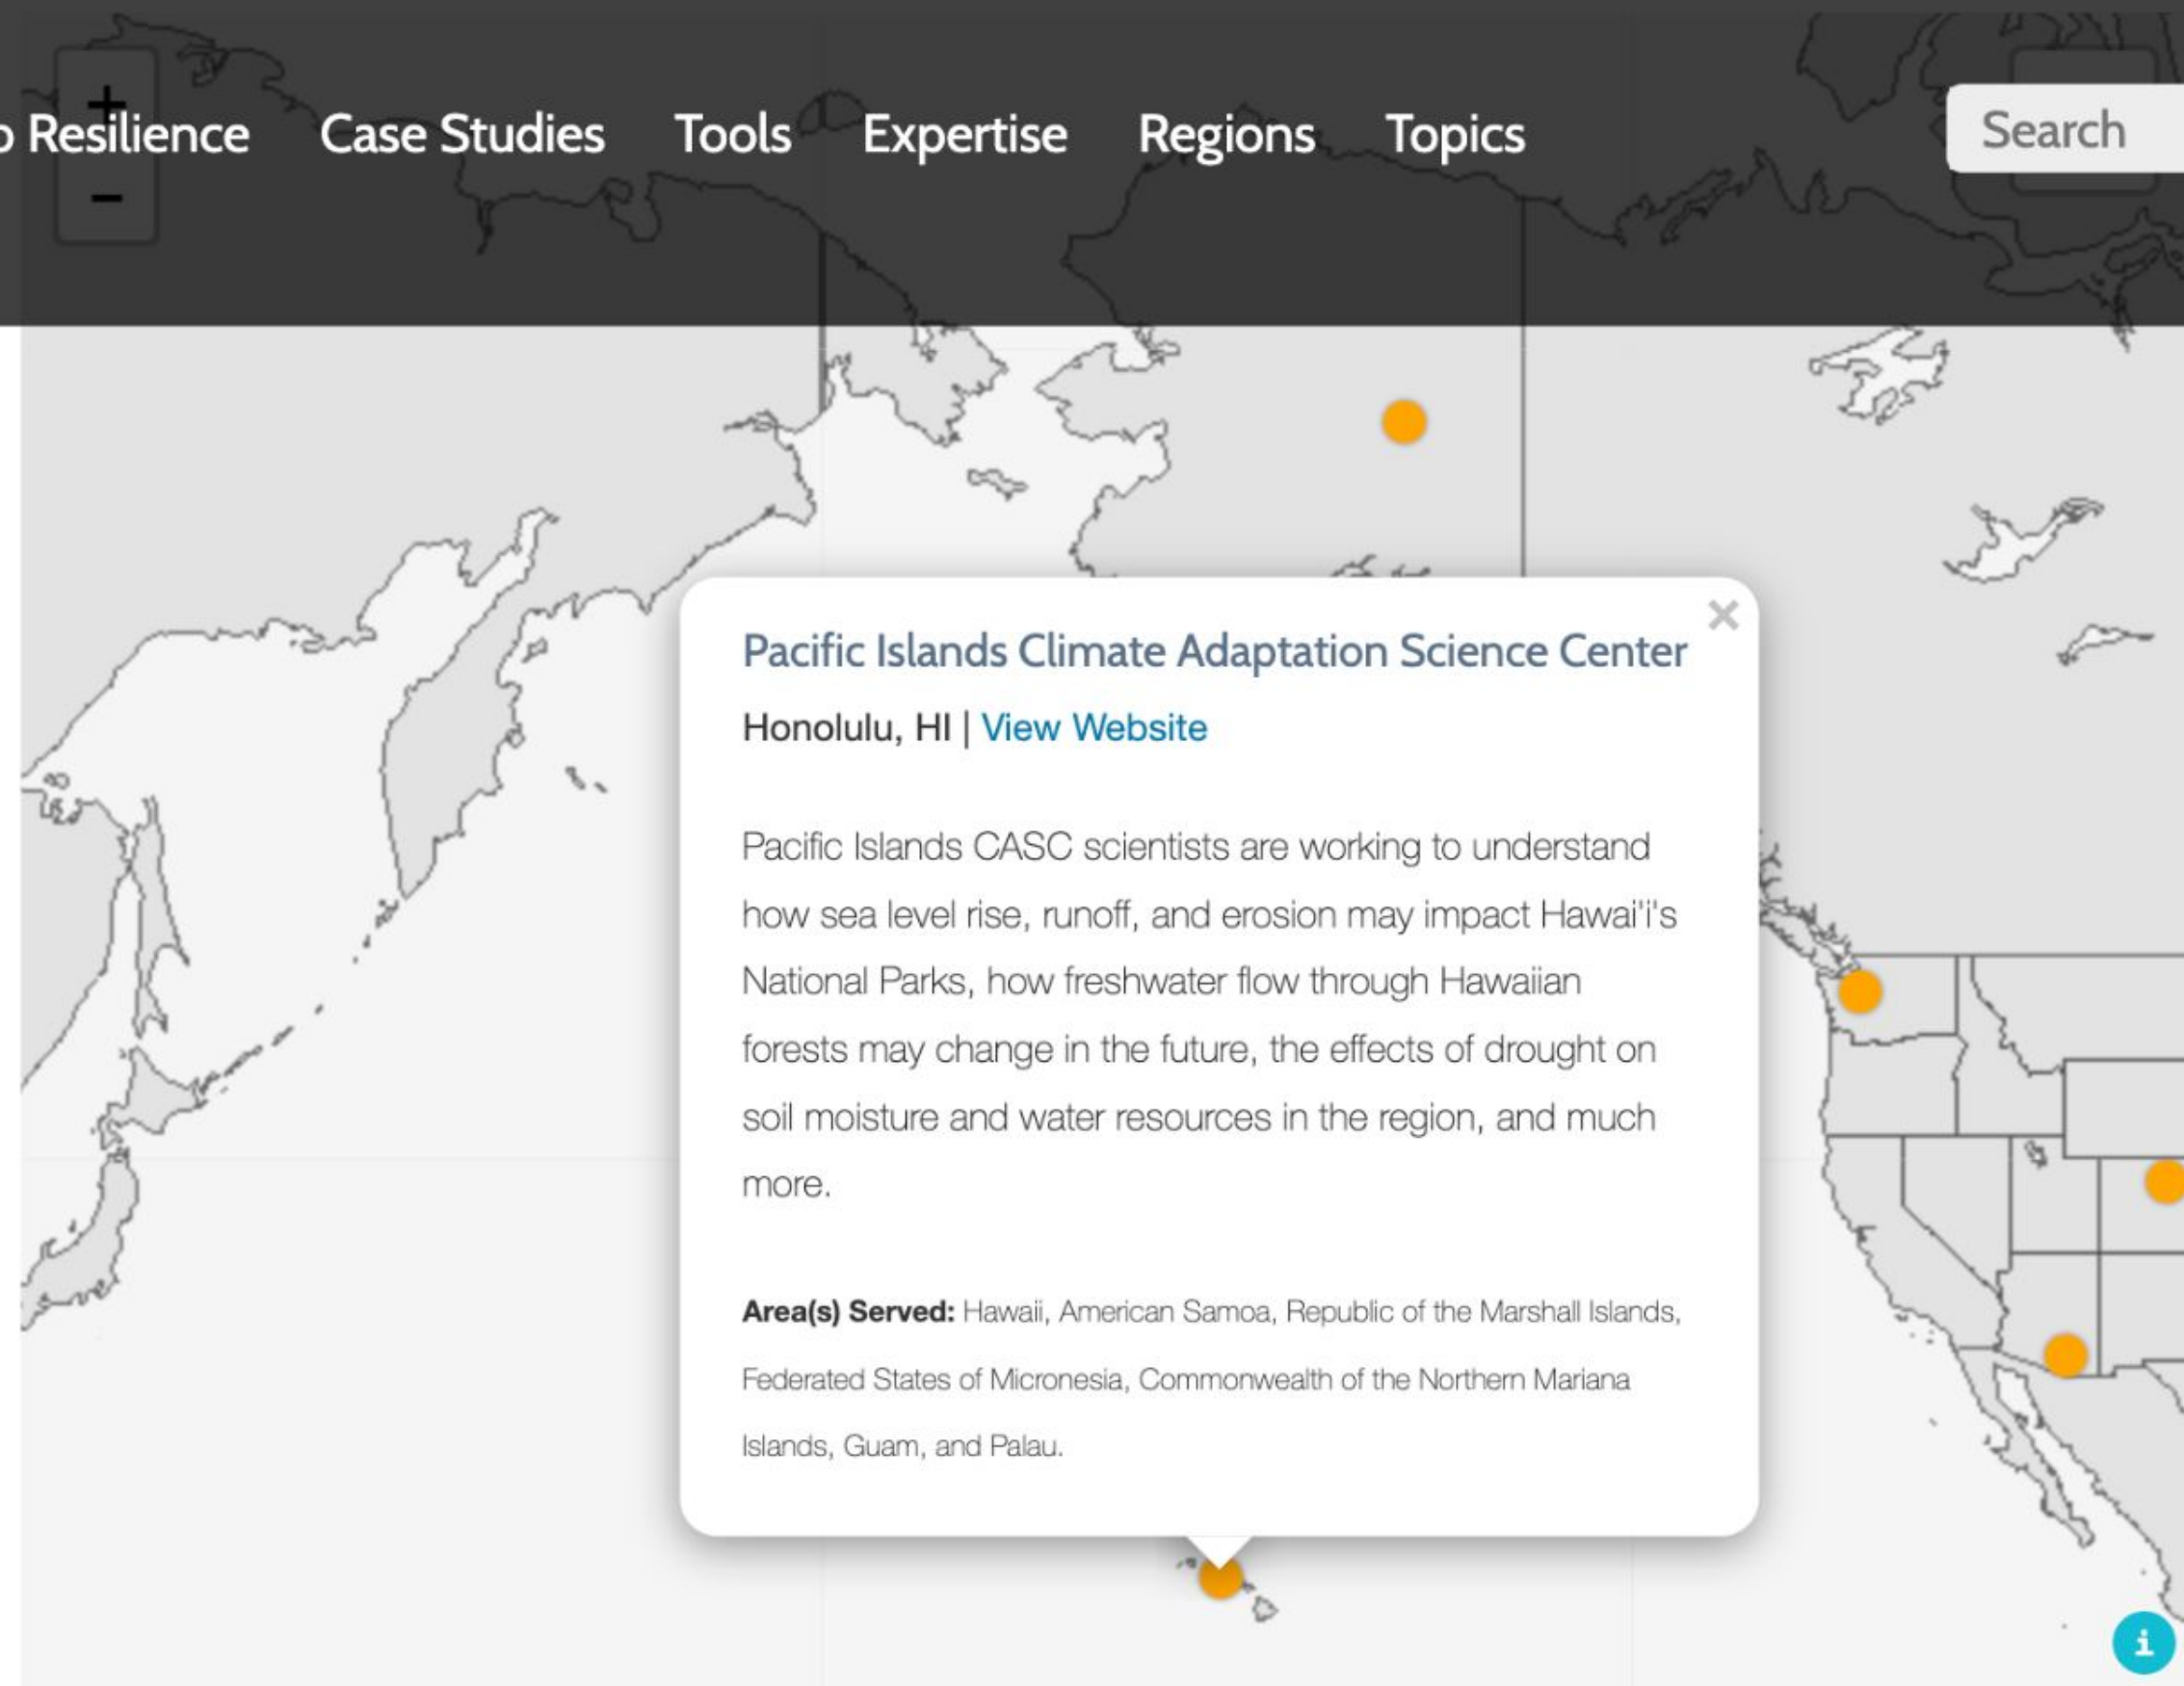 +
Resilience Case Studies Tools Expertise Regions Topics Search
−
Pacific Islands Climate Adaptation Science Center ×
Honolulu, HI | View Website
Pacific Islands CASC scientists are working to understand
how sea level rise, runoff, and erosion may impact Hawai'i's
National Parks, how freshwater flow through Hawaiian
forests may change in the future, the effects of drought on
soil moisture and water resources in the region, and much
more.
Area(s) Served: Hawaii, American Samoa, Republic of the Marshall Islands,
Federated States of Micronesia, Commonwealth of the Northern Mariana
Islands, Guam, and Palau.
i